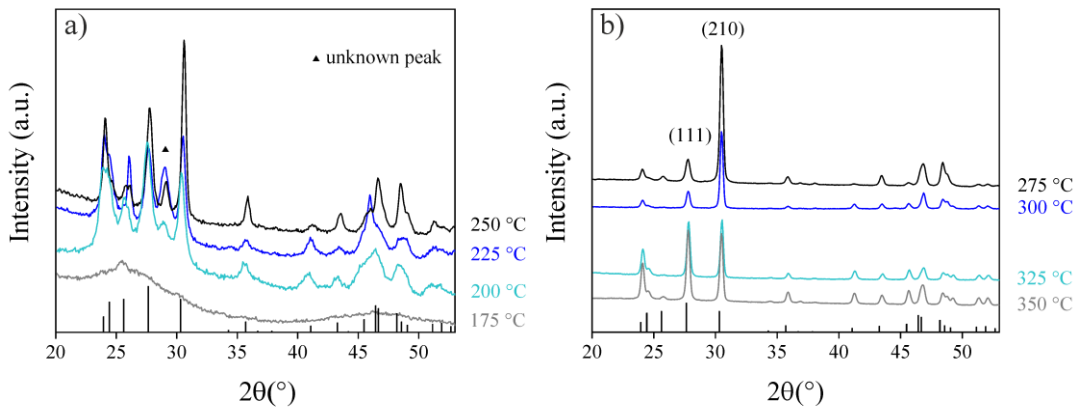 a)
▲ unknown peak
Intensity (a.u.)
250 °C
225 °C
200 °C
175 °C
20 25 30 35 40 45 50
2θ(°)
b)
(210)
(111)
Intensity (a.u.)
275 °C
300 °C
325 °C
350 °C
20 25 30 35 40 45 50
2θ(°)